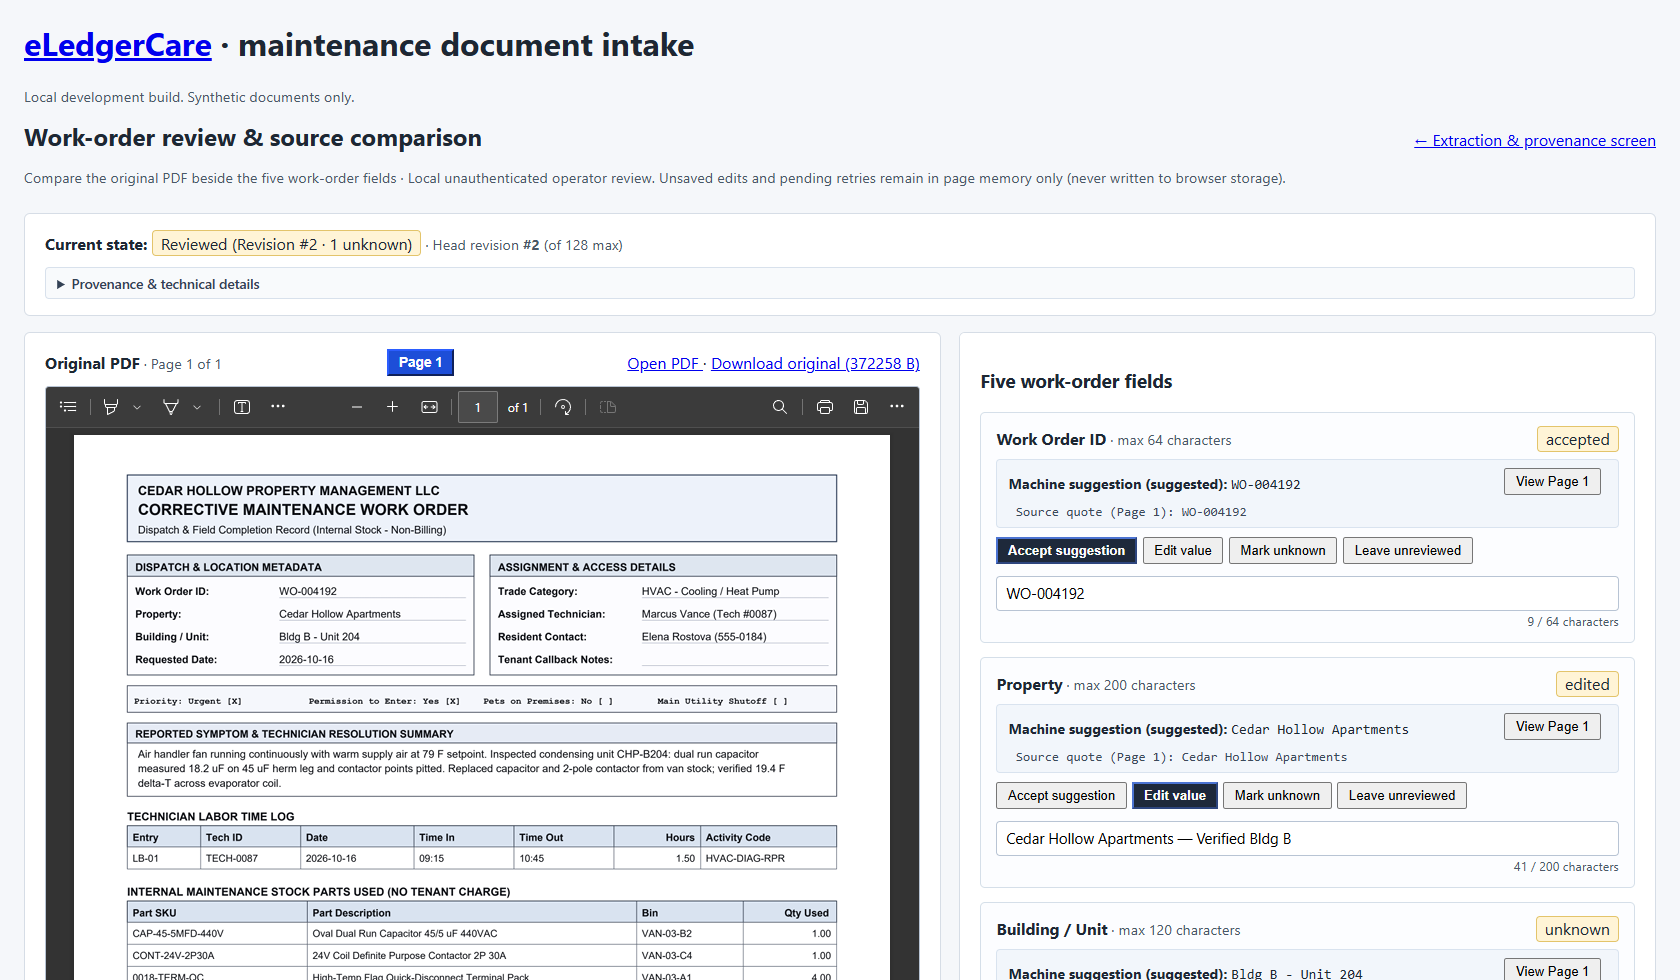 eLedgerCare · maintenance document intake
Local development build. Synthetic documents only.
Work-order review & source comparison
← Extraction & provenance screen
Compare the original PDF beside the five work-order fields · Local unauthenticated operator review. Unsaved edits and pending retries remain in page memory only (never written to browser storage).
Current state: Reviewed (Revision #2 · 1 unknown) · Head revision #2 (of 128 max)
▶ Provenance & technical details
Original PDF · Page 1 of 1
Page 1
Open PDF · Download original (372258 B)
1 of 1
CEDAR HOLLOW PROPERTY MANAGEMENT LLC
CORRECTIVE MAINTENANCE WORK ORDER
Dispatch & Field Completion Record (Internal Stock - Non-Billing)
DISPATCH & LOCATION METADATA
Work Order ID: WO-004192
Property: Cedar Hollow Apartments
Building / Unit: Bldg B - Unit 204
Requested Date: 2026-10-16
ASSIGNMENT & ACCESS DETAILS
Trade Category: HVAC - Cooling / Heat Pump
Assigned Technician: Marcus Vance (Tech #0087)
Resident Contact: Elena Rostova (555-0184)
Tenant Callback Notes:
Priority: Urgent [X] Permission to Enter: Yes [X] Pets on Premises: No [ ] Main Utility Shutoff [ ]
REPORTED SYMPTOM & TECHNICIAN RESOLUTION SUMMARY
Air handler fan running continuously with warm supply air at 79 F setpoint. Inspected condensing unit CHP-B204: dual run capacitor
measured 18.2 uF on 45 uF herm leg and contactor points pitted. Replaced capacitor and 2-pole contactor from van stock; verified 19.4 F
delta-T across evaporator coil.
TECHNICIAN LABOR TIME LOG
Entry Tech ID Date Time In Time Out Hours Activity Code
LB-01 TECH-0087 2026-10-16 09:15 10:45 1.50 HVAC-DIAG-RPR
INTERNAL MAINTENANCE STOCK PARTS USED (NO TENANT CHARGE)
Part SKU Part Description Bin Qty Used
CAP-45-5MFD-440V Oval Dual Run Capacitor 45/5 uF 440VAC VAN-03-B2 1.00
CONT-24V-2P30A 24V Coil Definite Purpose Contactor 2P 30A VAN-03-C4 1.00
0018-TERM-QC High-Temp Flag Quick-Disconnect Terminal Pack VAN-03-A1 4.00
Five work-order fields
Work Order ID · max 64 characters
accepted
Machine suggestion (suggested): WO-004192
View Page 1
Source quote (Page 1): WO-004192
Accept suggestion Edit value Mark unknown Leave unreviewed
WO-004192
9 / 64 characters
Property · max 200 characters
edited
Machine suggestion (suggested): Cedar Hollow Apartments
View Page 1
Source quote (Page 1): Cedar Hollow Apartments
Accept suggestion Edit value Mark unknown Leave unreviewed
Cedar Hollow Apartments — Verified Bldg B
41 / 200 characters
Building / Unit · max 120 characters
unknown
Machine suggestion (suggested): Bldg B - Unit 204
View Page 1